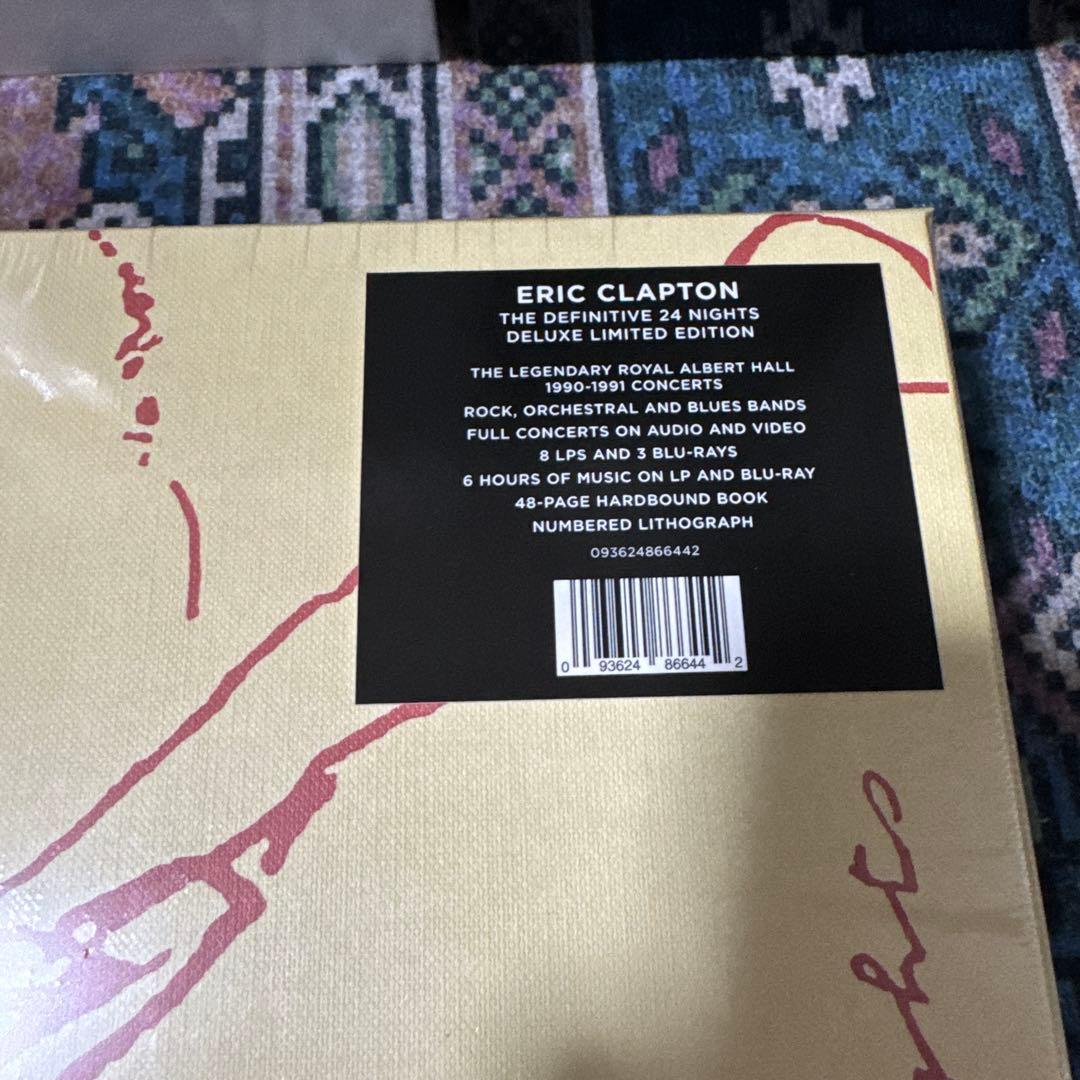 ERIC CLAPTON
THE DEFINITIVE 24 NIGHTS
DELUXE LIMITED EDITION
THE LEGENDARY ROYAL ALBERT HALL
1990-1991 CONCERTS
ROCK, ORCHESTRAL AND BLUES BANDS
FULL CONCERTS ON AUDIO AND VIDEO
8 LPS AND 3 BLU-RAYS
6 HOURS OF MUSIC ON LP AND BLU-RAY
48-PAGE HARDBOUND BOOK
NUMBERED LITHOGRAPH
093624866442
0 93624 86644 2